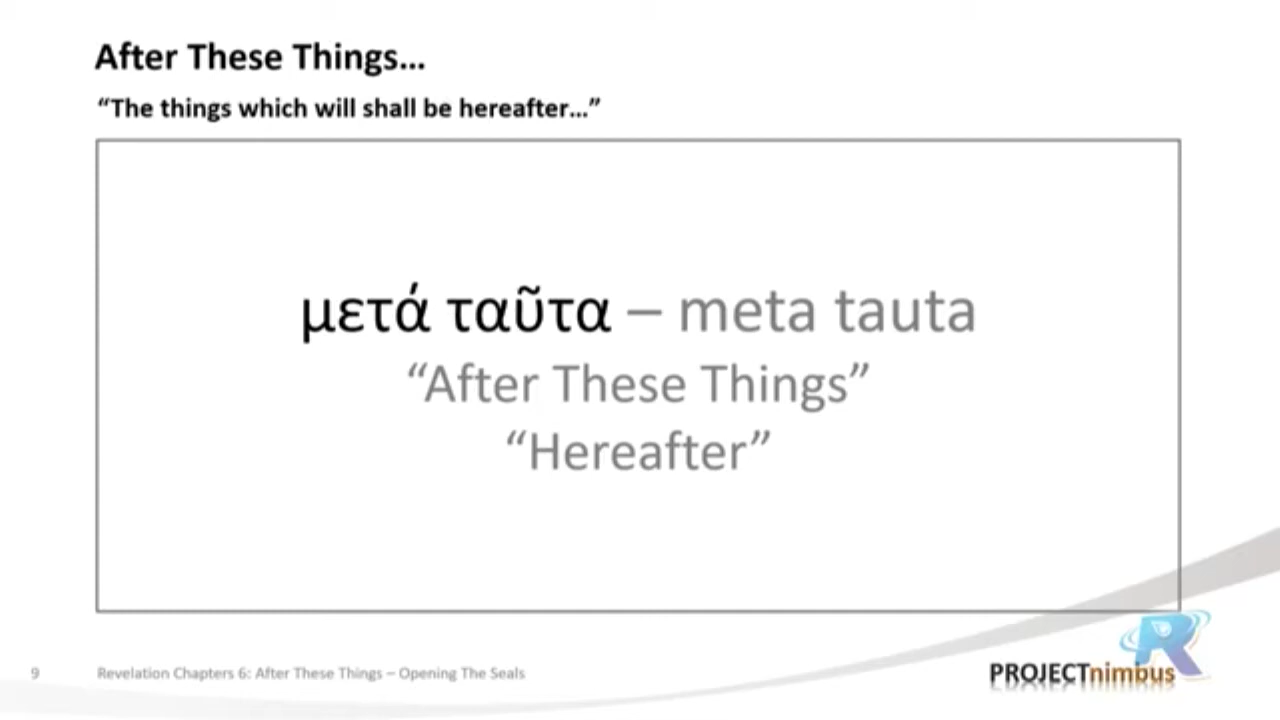 After These Things...
“The things which will shall be hereafter...”
μετά ταῦτα – meta tauta
“After These Things”
“Hereafter”
9 Revelation Chapters 6: After These Things – Opening The Seals
PROJECTnimbus